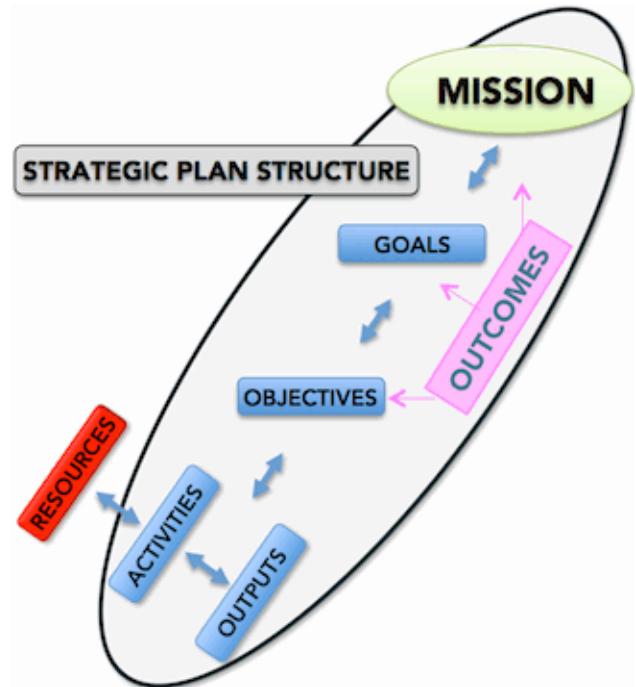 MISSION
STRATEGIC PLAN STRUCTURE
GOALS
OUTCOMES
OBJECTIVES
RESOURCES
ACTIVITIES
OUTPUTS